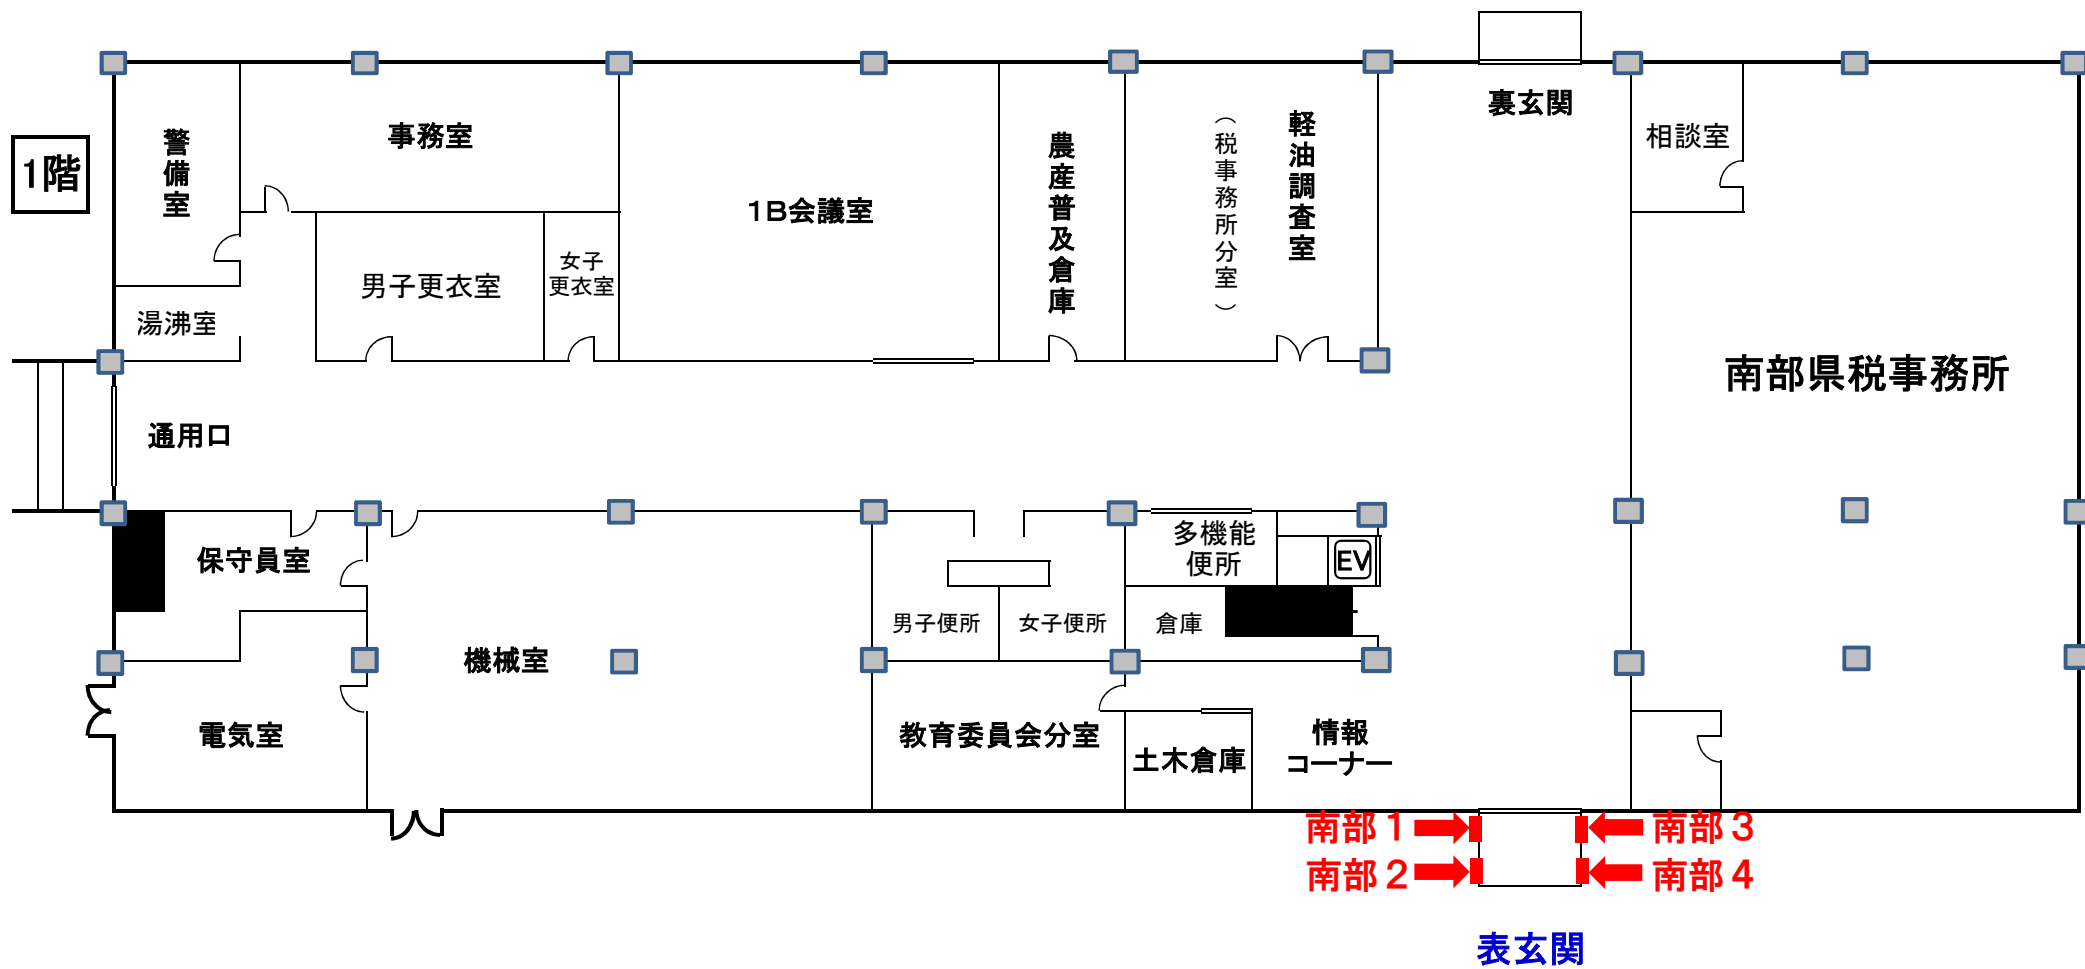 1階
警備室
事務室
1B会議室
農産普及倉庫
（税事務所分室）
軽油調査室
裏玄関
相談室
男子更衣室
女子
更衣室
湯沸室
南部県税事務所
通用口
保守員室
多機能
便所
EV
男子便所
女子便所
倉庫
機械室
電気室
教育委員会分室
土木倉庫
情報
コーナー
南部1
南部3
南部2
南部4
表玄関